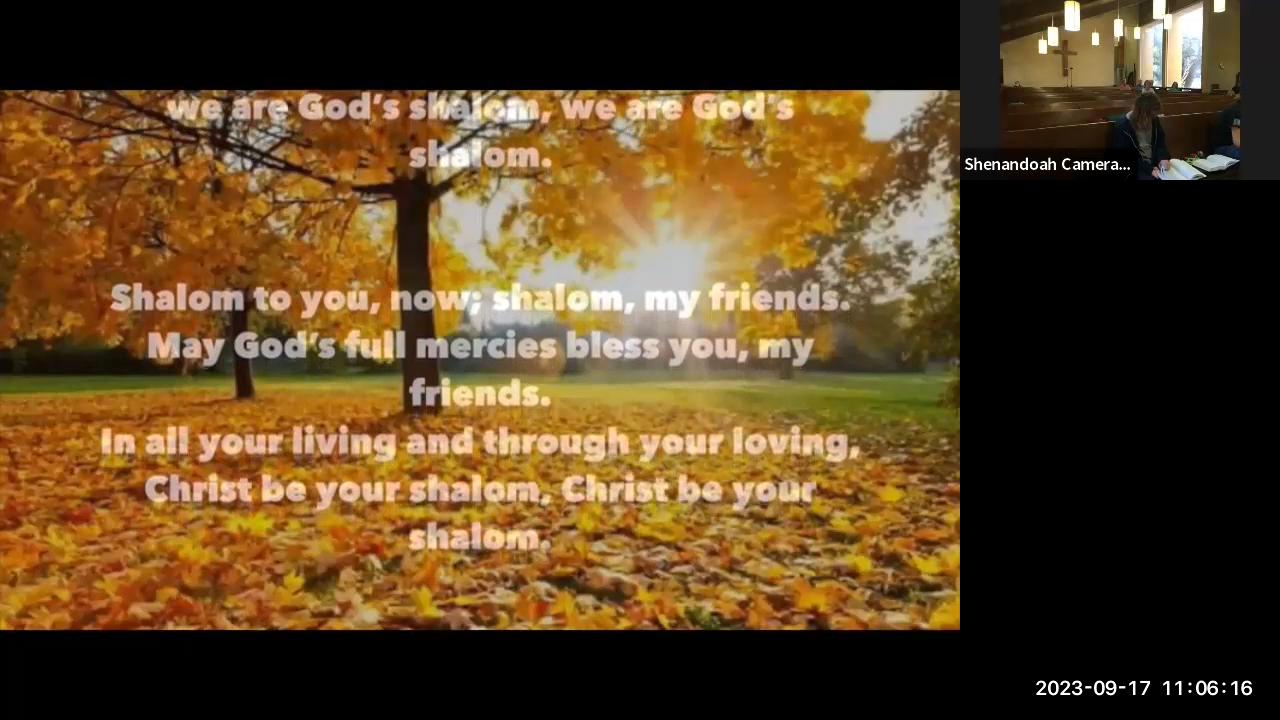 we are God's shalom, we are God's
shalom.
Shalom to you, now; shalom, my friends.
May God's full mercies bless you, my
friends.
In all your living and through your loving,
Christ be your shalom, Christ be your
shalom.
Shenandoah Camera...
2023-09-17 11:06:16